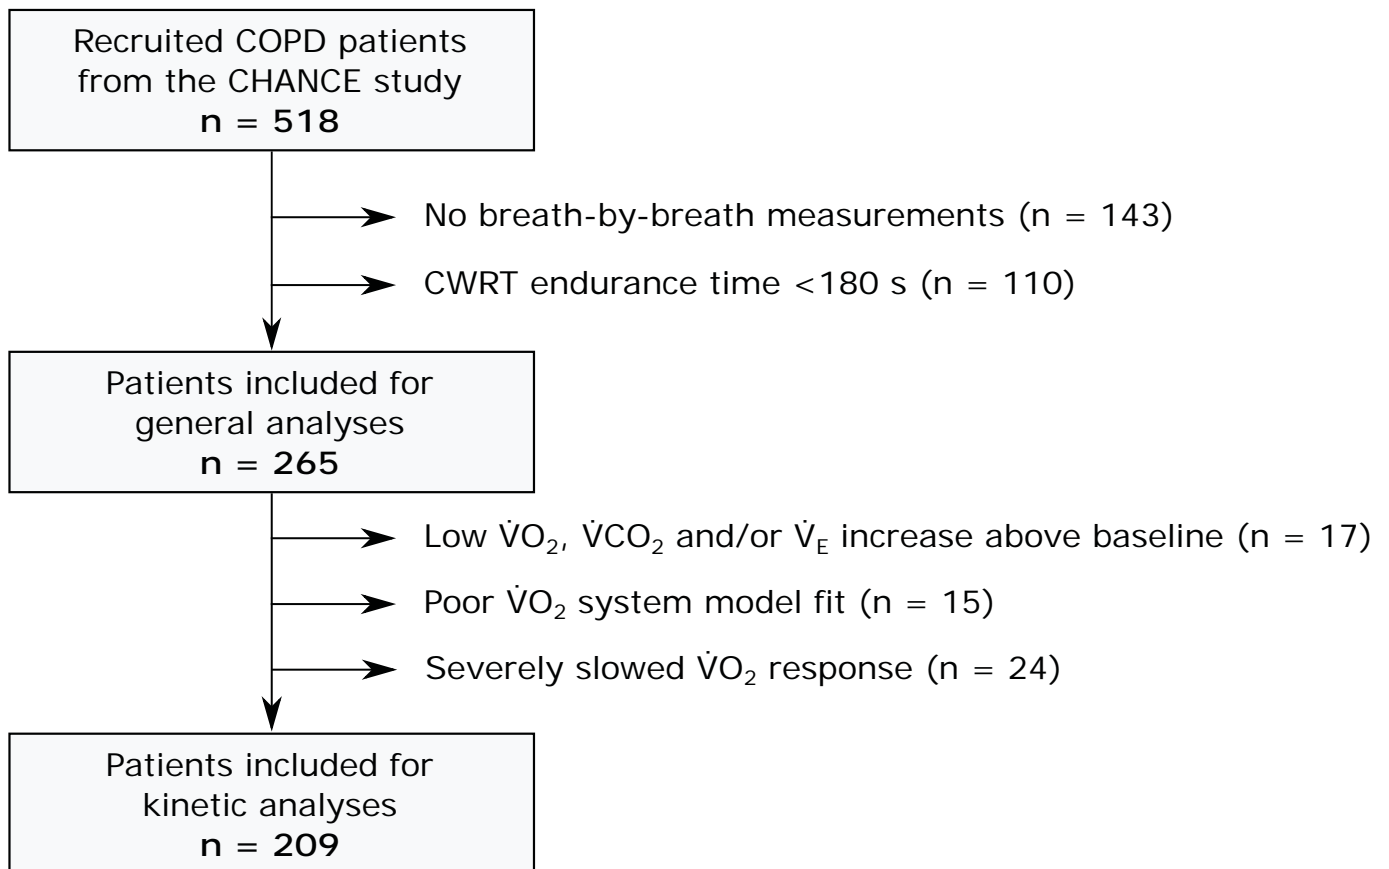 Recruited COPD patients
from the CHANCE study
n = 518
No breath-by-breath measurements (n = 143)
CWRT endurance time <180 s (n = 110)
Patients included for
general analyses
n = 265
Low V̇O₂, V̇CO₂ and/or V̇E increase above baseline (n = 17)
Poor V̇O₂ system model fit (n = 15)
Severely slowed V̇O₂ response (n = 24)
Patients included for
kinetic analyses
n = 209